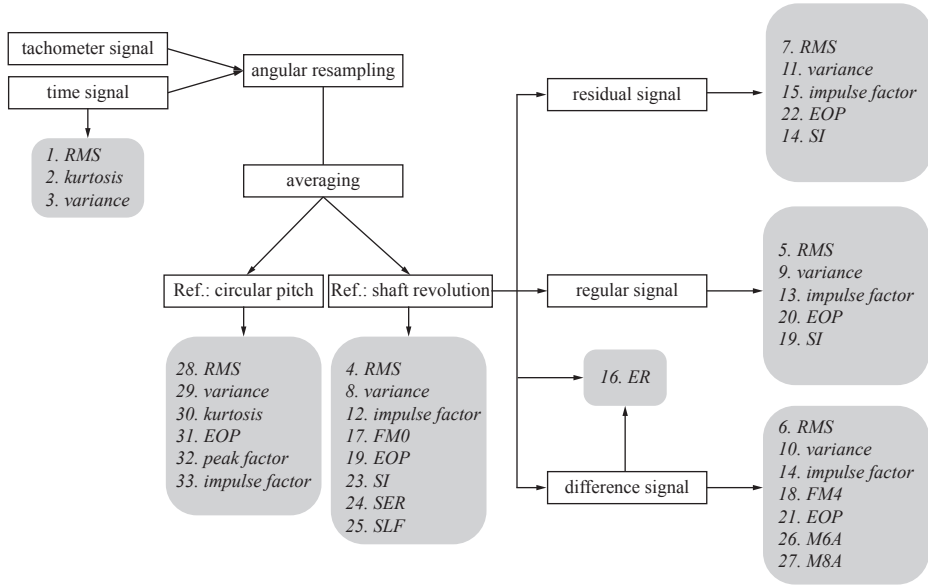 tachometer signal
time signal
angular resampling
1. RMS
2. kurtosis
3. variance
averaging
Ref.: circular pitch
Ref.: shaft revolution
28. RMS
29. variance
30. kurtosis
31. EOP
32. peak factor
33. impulse factor
4. RMS
8. variance
12. impulse factor
17. FM0
19. EOP
23. SI
24. SER
25. SLF
residual signal
7. RMS
11. variance
15. impulse factor
22. EOP
14. SI
regular signal
5. RMS
9. variance
13. impulse factor
20. EOP
19. SI
16. ER
difference signal
6. RMS
10. variance
14. impulse factor
18. FM4
21. EOP
26. M6A
27. M8A